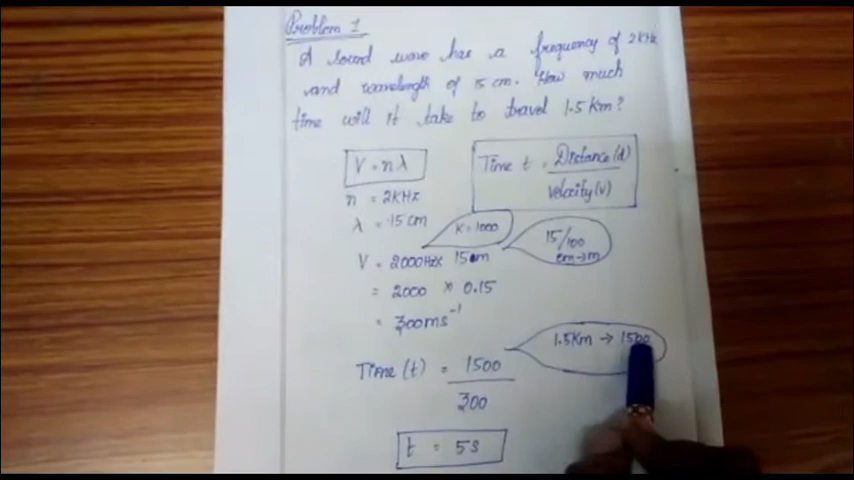 Problem 1
A sound wave has a frequency of 2KHz
and wavelength of 15 cm. How much
time will it take to travel 1.5 Km?
V = nλ
Time t = Distance (d) / Velocity (v)
n = 2KHz
λ = 15 cm
K = 1000
15/100
cm→m
V = 2000Hz x 15cm
= 2000 x 0.15
= 300ms⁻¹
1.5Km → 1500
Time (t) = 1500 / 300
t = 5s